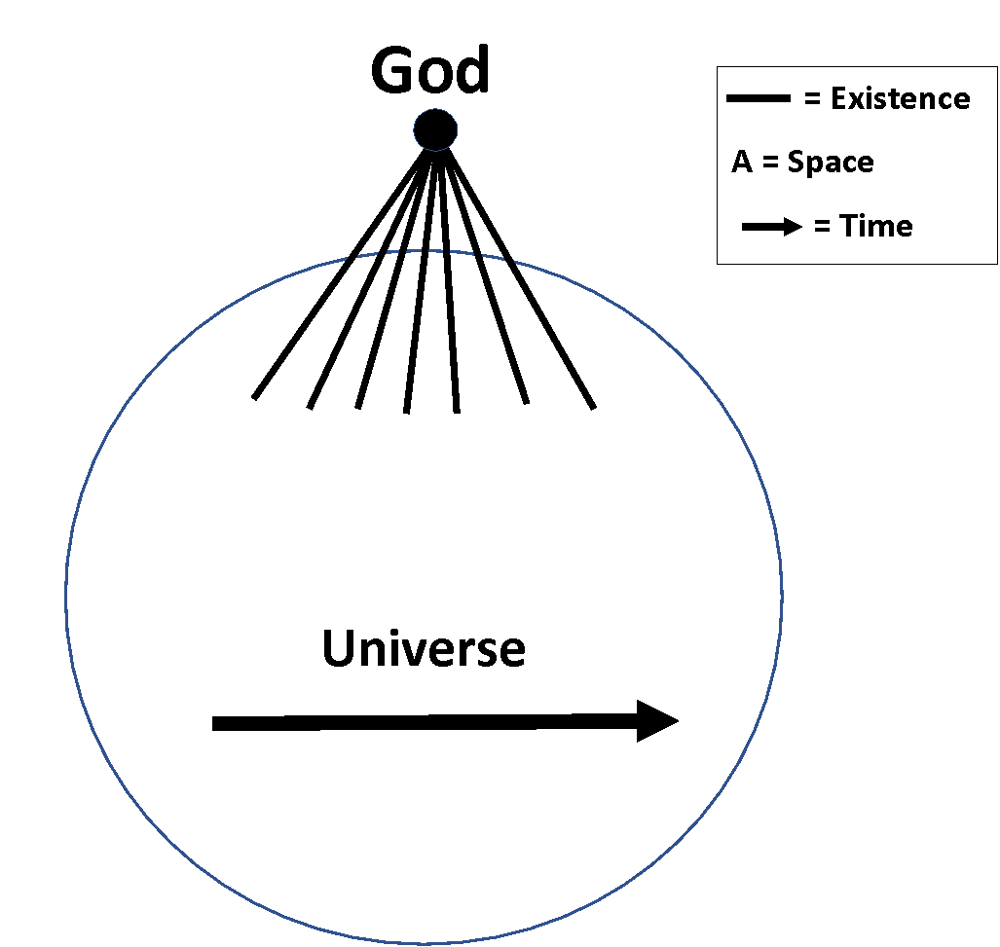 God
= Existence
A = Space
= Time
Universe